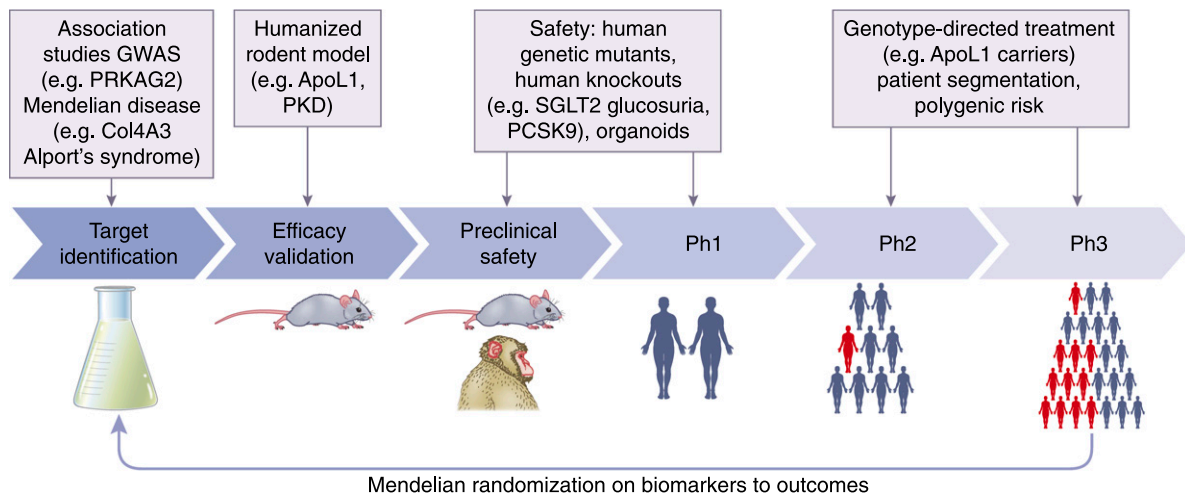 Association
studies GWAS
(e.g. PRKAG2)
Mendelian disease
(e.g. Col4A3
Alport’s syndrome)
Humanized
rodent model
(e.g. ApoL1,
PKD)
Safety: human
genetic mutants,
human knockouts
(e.g. SGLT2 glucosuria,
PCSK9), organoids
Genotype-directed treatment
(e.g. ApoL1 carriers)
patient segmentation,
polygenic risk
Target
identification
Efficacy
validation
Preclinical
safety
Ph1
Ph2
Ph3
Mendelian randomization on biomarkers to outcomes